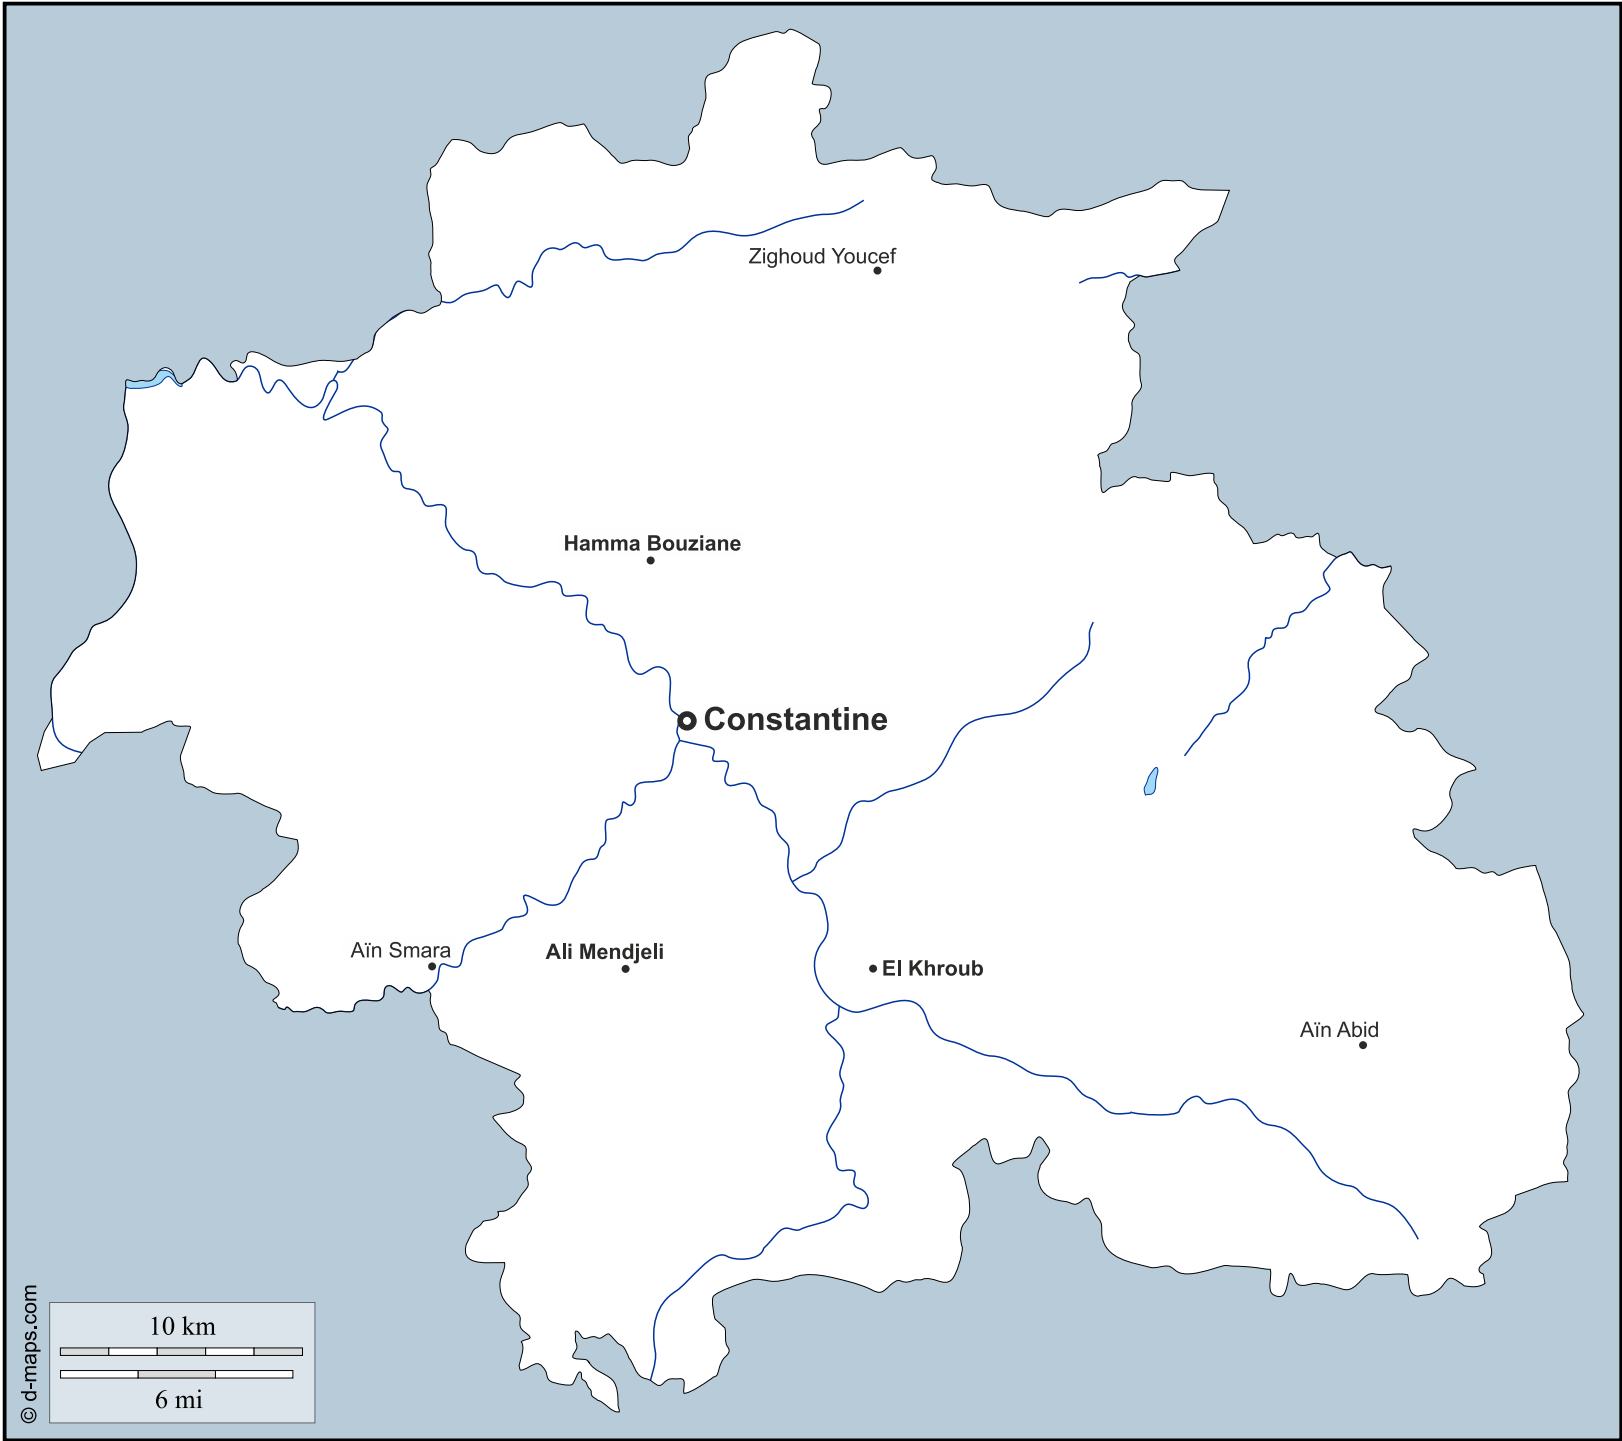 Zighoud Youcef
Hamma Bouziane
Constantine
Aïn Smara
Ali Mendjeli
El Khroub
Aïn Abid
© d-maps.com
10 km
6 mi